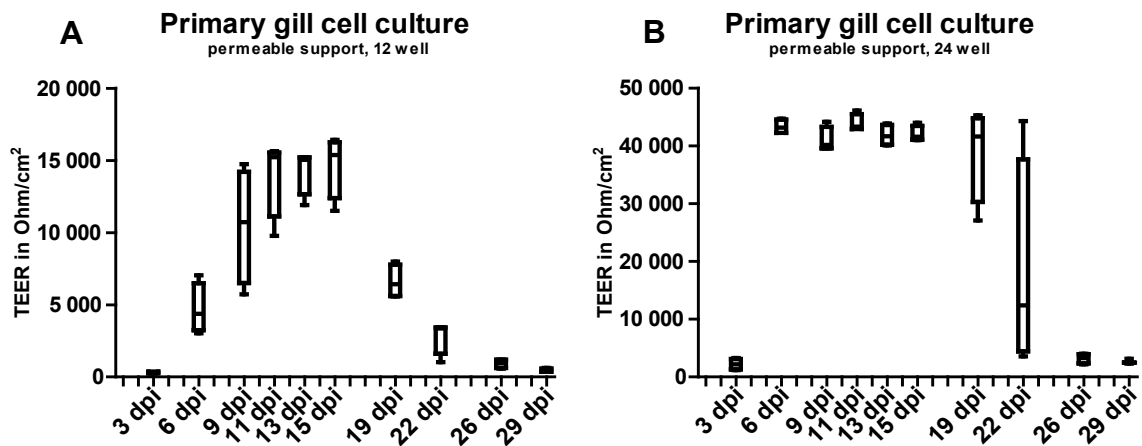 A
Primary gill cell culture
permeable support, 12 well
TEER in Ohm/cm²
20 000
15 000
10 000
5 000
0
3 dpi
6 dpi
9 dpi
11 dpi
13 dpi
15 dpi
19 dpi
22 dpi
26 dpi
29 dpi
B
Primary gill cell culture
permeable support, 24 well
TEER in Ohm/cm²
50 000
40 000
30 000
20 000
10 000
0
3 dpi
6 dpi
9 dpi
11 dpi
13 dpi
15 dpi
19 dpi
22 dpi
26 dpi
29 dpi